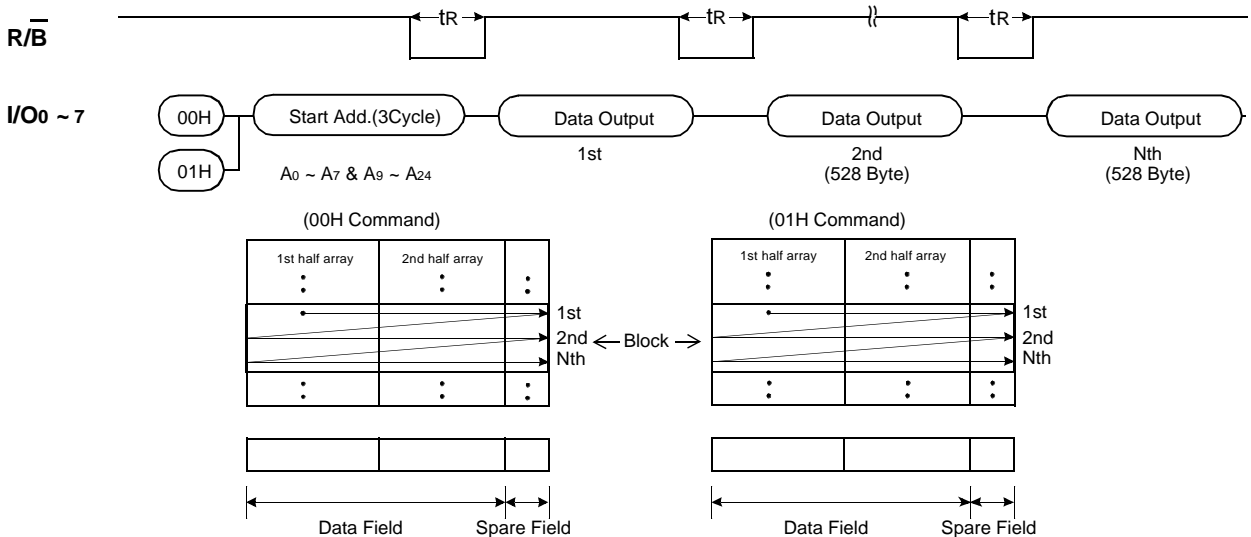 R/B
tR tR tR
I/O0 ~ 7
00H Start Add.(3Cycle) Data Output Data Output Data Output
01H
A0 ~ A7 & A9 ~ A24
1st
2nd
(528 Byte)
Nth
(528 Byte)
(00H Command)
1st half array 2nd half array
1st
2nd
Nth
Block
(01H Command)
1st half array 2nd half array
1st
2nd
Nth
Data Field Spare Field
Data Field Spare Field